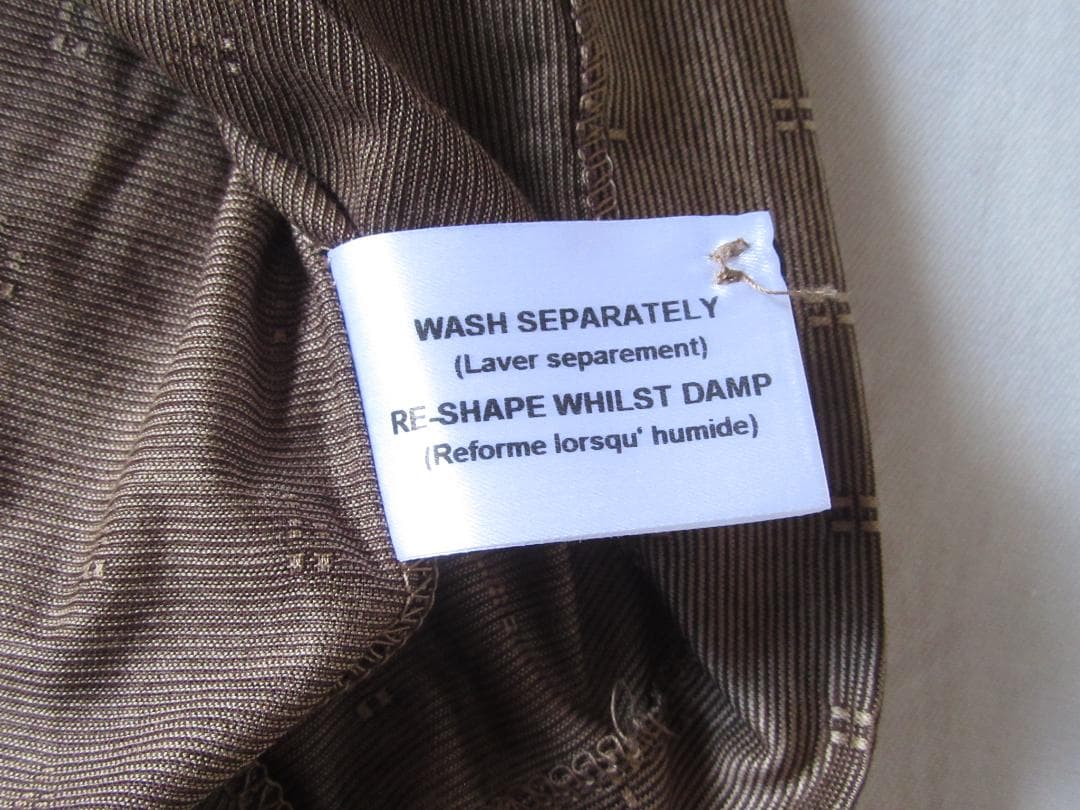 WASH SEPARATELY
(Laver separement)
RE-SHAPE WHILST DAMP
(Reforme lorsqu' humide)